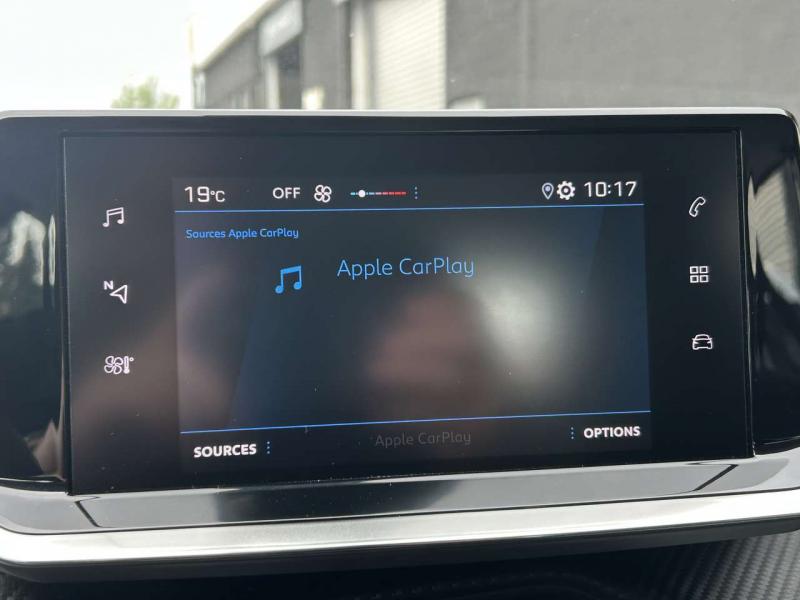 19°C OFF 10:17
Sources Apple CarPlay
Apple CarPlay
N
Apple CarPlay
SOURCES OPTIONS